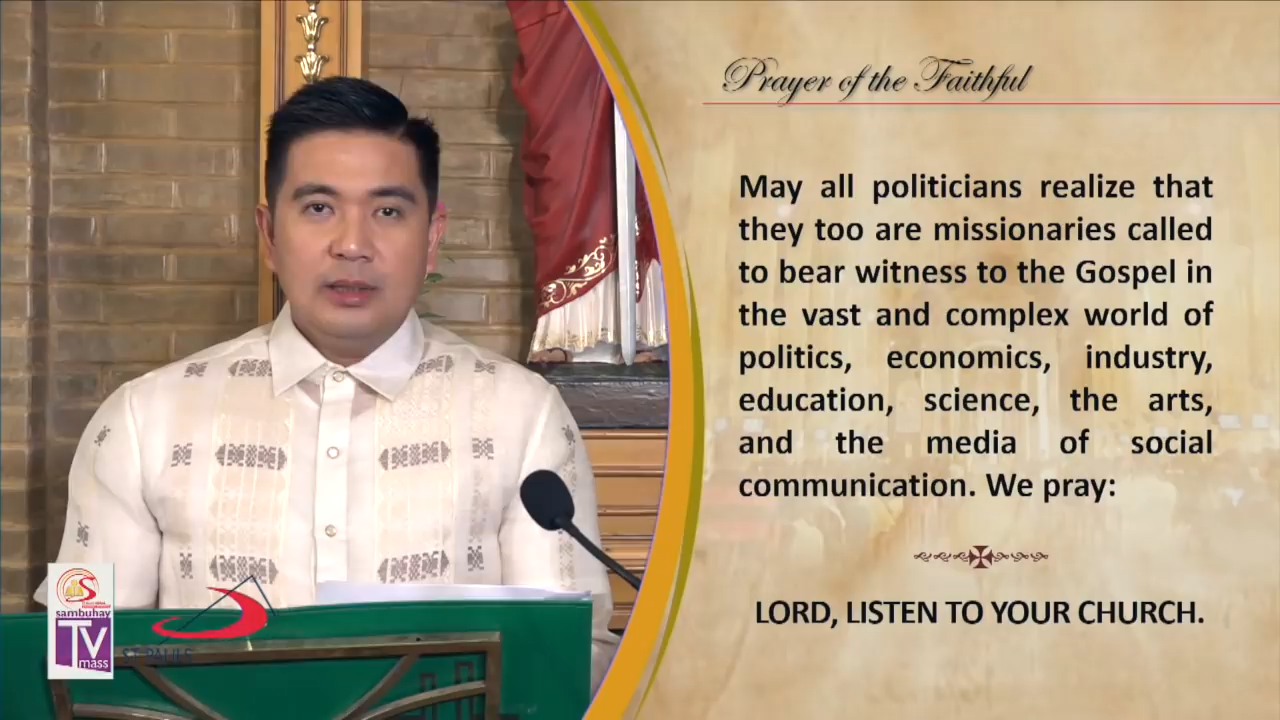 Prayer of the Faithful
May all politicians realize that
they too are missionaries called
to bear witness to the Gospel in
the vast and complex world of
politics, economics, industry,
education, science, the arts,
and the media of social
communication. We pray:
LORD, LISTEN TO YOUR CHURCH.
sambuhay
TV
mass
ST PAULS